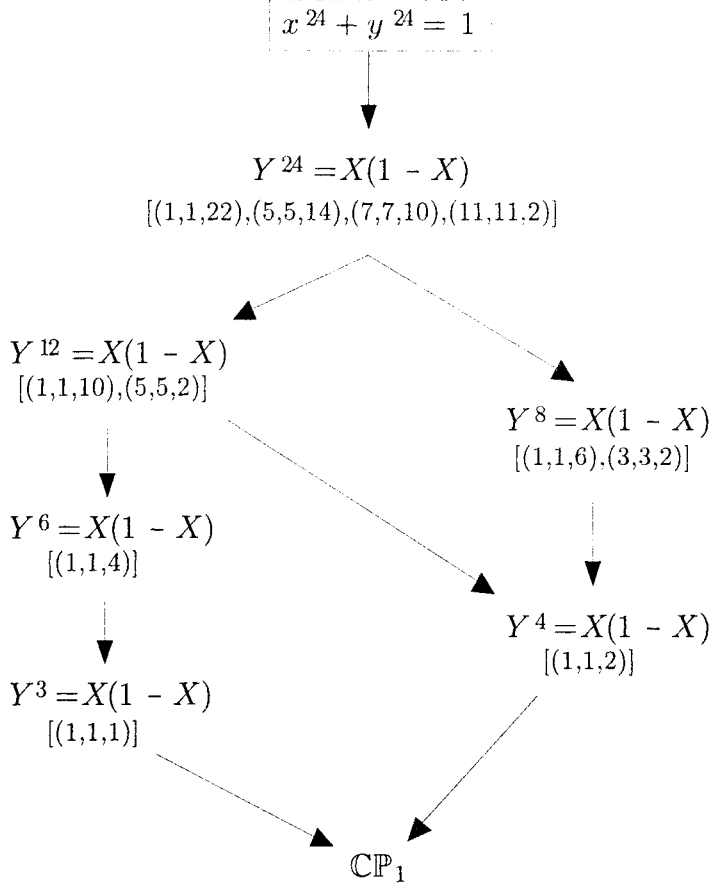 x^24 + y^24 = 1
Y^24 = X(1 - X)
[(1,1,22),(5,5,14),(7,7,10),(11,11,2)]
Y^12 = X(1 - X)
[(1,1,10),(5,5,2)]
Y^8 = X(1 - X)
[(1,1,6),(3,3,2)]
Y^6 = X(1 - X)
[(1,1,4)]
Y^4 = X(1 - X)
[(1,1,2)]
Y^3 = X(1 - X)
[(1,1,1)]
ℂℙ_1